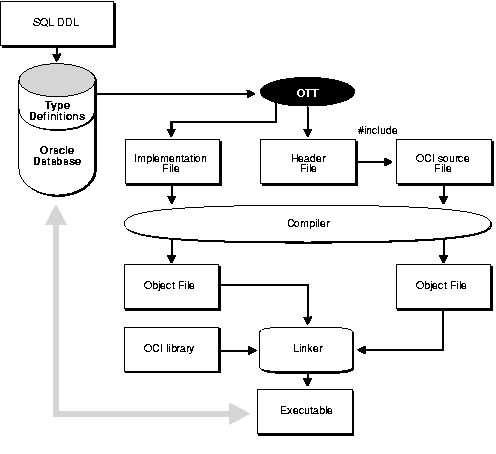 SQL DDL
Type
Definitions
Oracle
Database
OTT
#include
Implementation
File
Header
File
OCI source
File
Compiler
Object File
Object File
OCI library
Linker
Executable